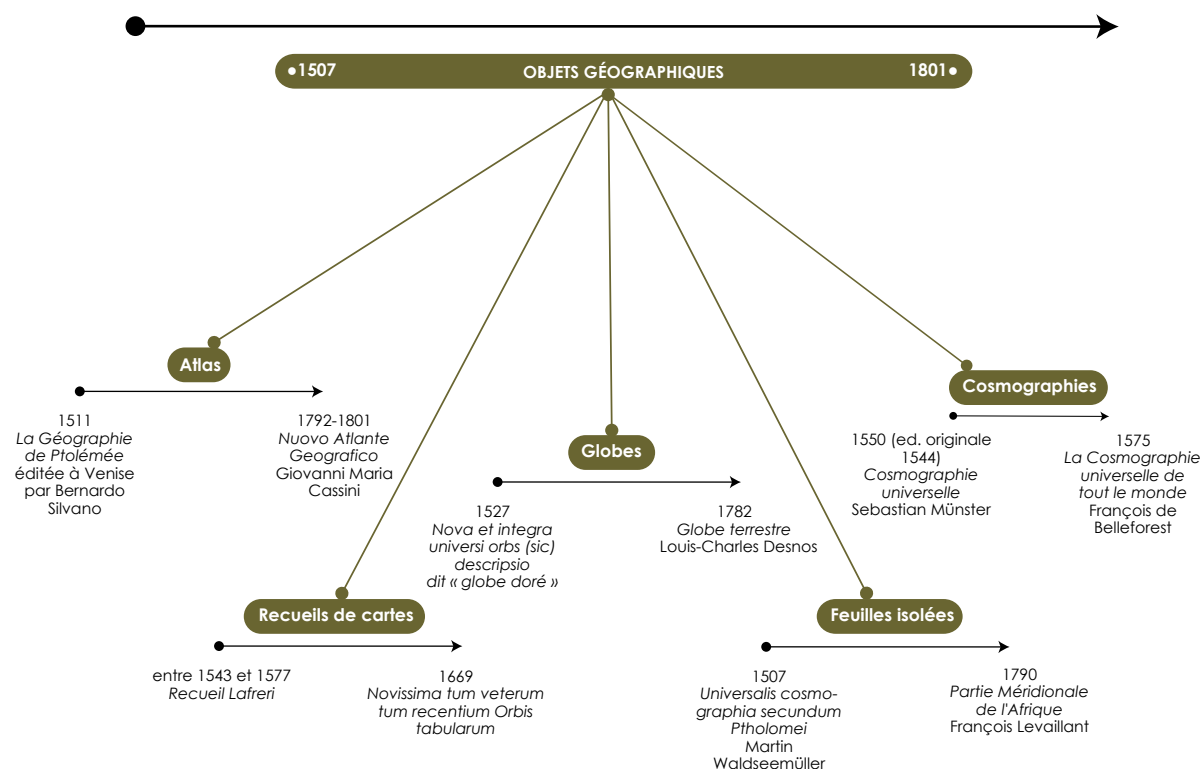 •1507 OBJETS GÉOGRAPHIQUES 1801•
Atlas
1511
La Géographie
de Ptolémée
éditée à Venise
par Bernardo
Silvano
1792-1801
Nuovo Atlante
Geografico
Giovanni Maria
Cassini
Recueils de cartes
entre 1543 et 1577
Recueil Lafreri
1669
Novissima tum veterum
tum recentium Orbis
tabularum
Globes
1527
Nova et integra
universi orbs (sic)
descripsio
dit « globe doré »
1782
Globe terrestre
Louis-Charles Desnos
Feuilles isolées
1507
Universalis cosmo-
graphia secundum
Ptholomei
Martin
Waldseemüller
1790
Partie Méridionale
de l'Afrique
François Levaillant
Cosmographies
1550 (ed. originale
1544)
Cosmographie
universelle
Sebastian Münster
1575
La Cosmographie
universelle de
tout le monde
François de
Belleforest